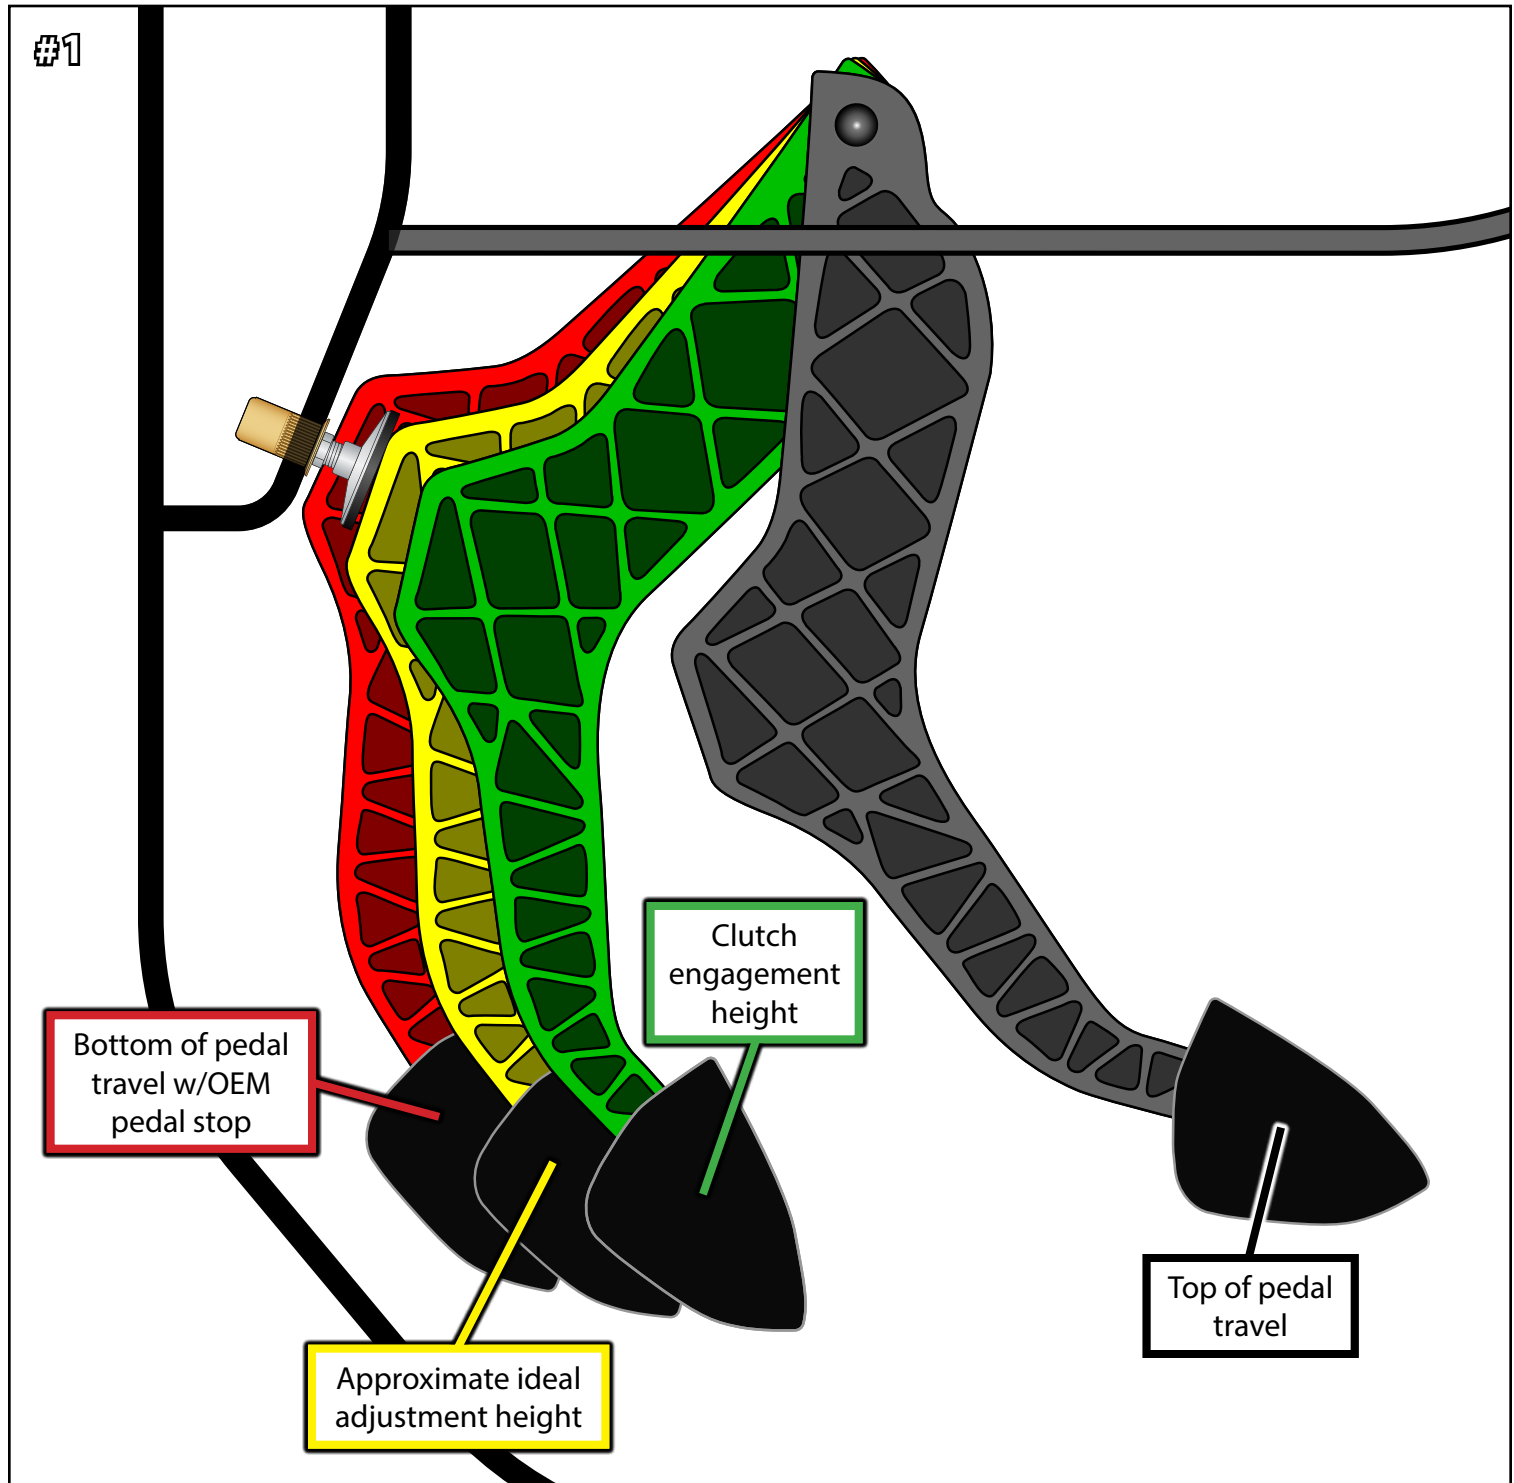 #1
Clutch
engagement
height
Bottom of pedal
travel w/OEM
pedal stop
Top of pedal
travel
Approximate ideal
adjustment height